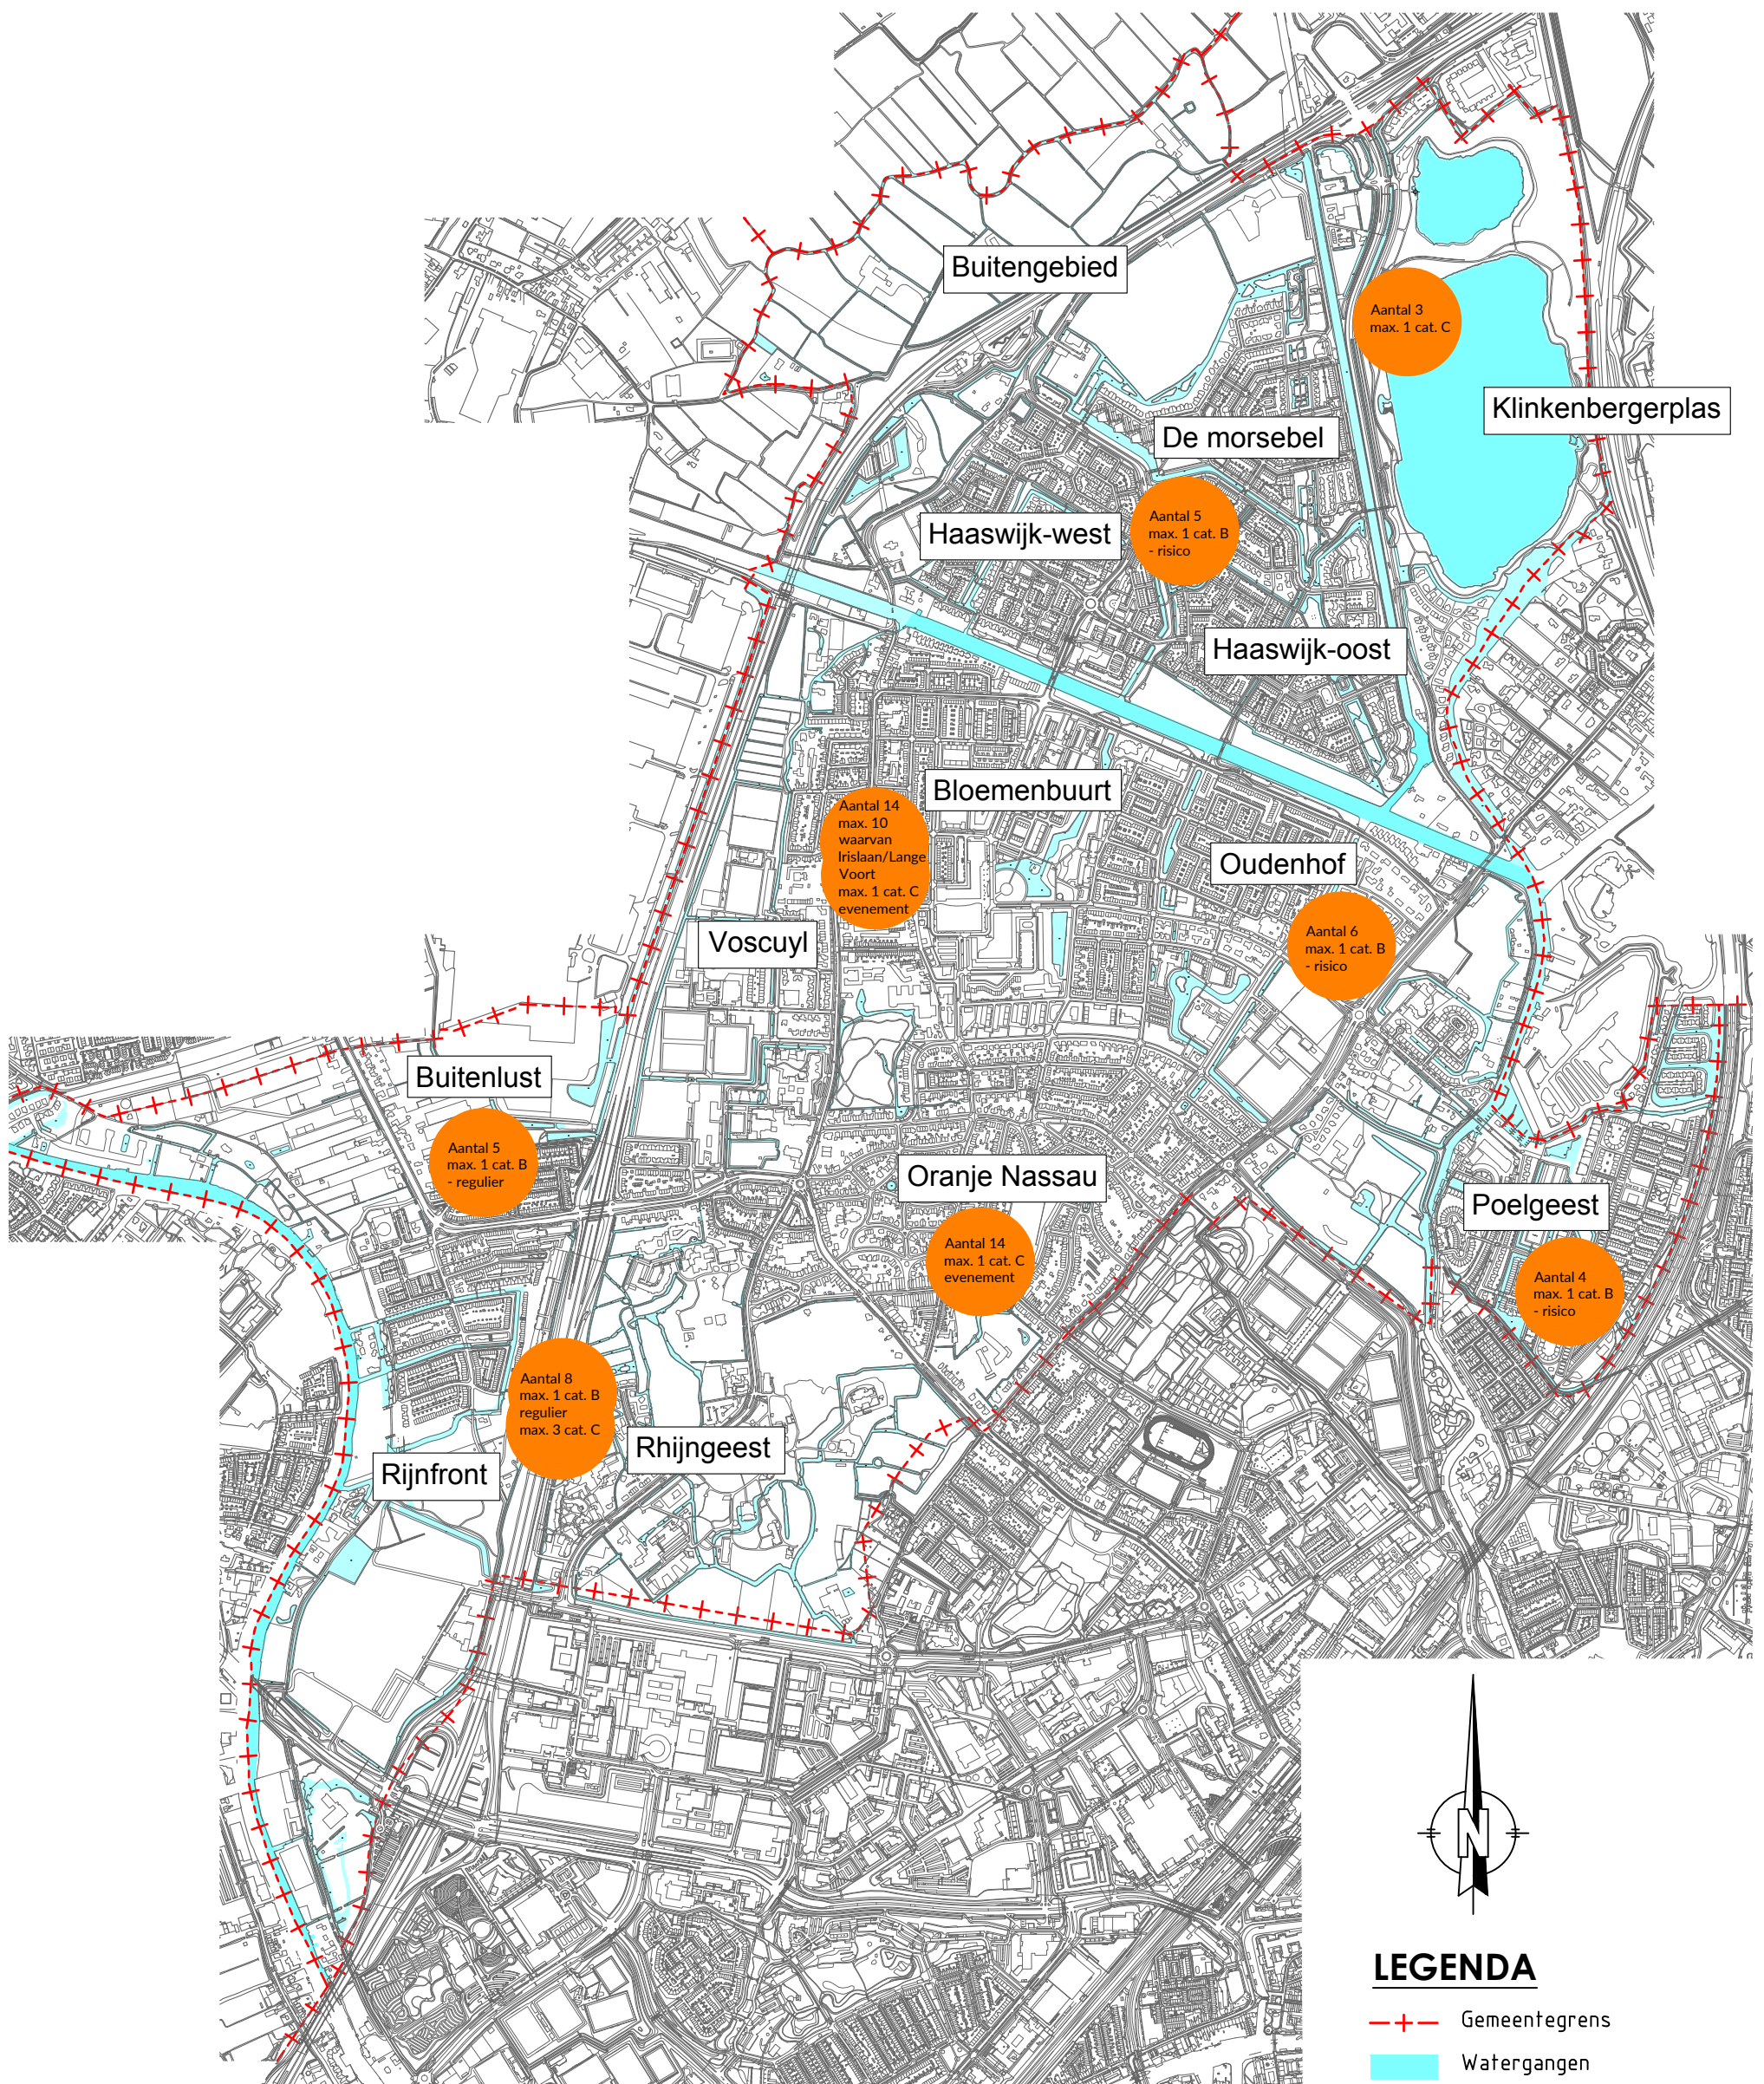 Buitengebied
Aantal 3
max. 1 cat. C
Klinkenbergerplas
De morsebel
Haaswijk-west
Aantal 5
max. 1 cat. B
- risico
Haaswijk-oost
Bloemenbuurt
Aantal 14
max. 10
waarvan
Irislaan/Lange
Voort
max. 1 cat. C
evenement
Oudenhof
Voscuyl
Aantal 6
max. 1 cat. B
- risico
Buitenlust
Aantal 5
max. 1 cat. B
- regulier
Oranje Nassau
Poelgeest
Aantal 14
max. 1 cat. C
evenement
Aantal 4
max. 1 cat. B
- risico
Aantal 8
max. 1 cat. B
regulier
max. 3 cat. C
Rhijngeest
Rijnfront
N
LEGENDA
Gemeentegrens
Watergangen